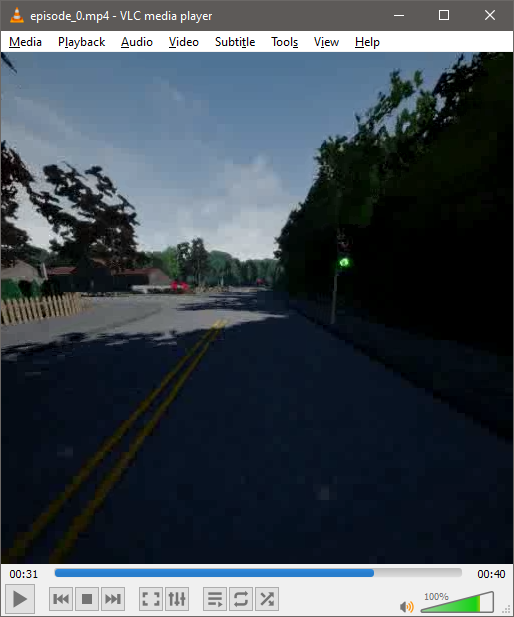 episode_0.mp4 - VLC media player
Media Playback Audio Video Subtitle Tools View Help
00:31 00:40
100%